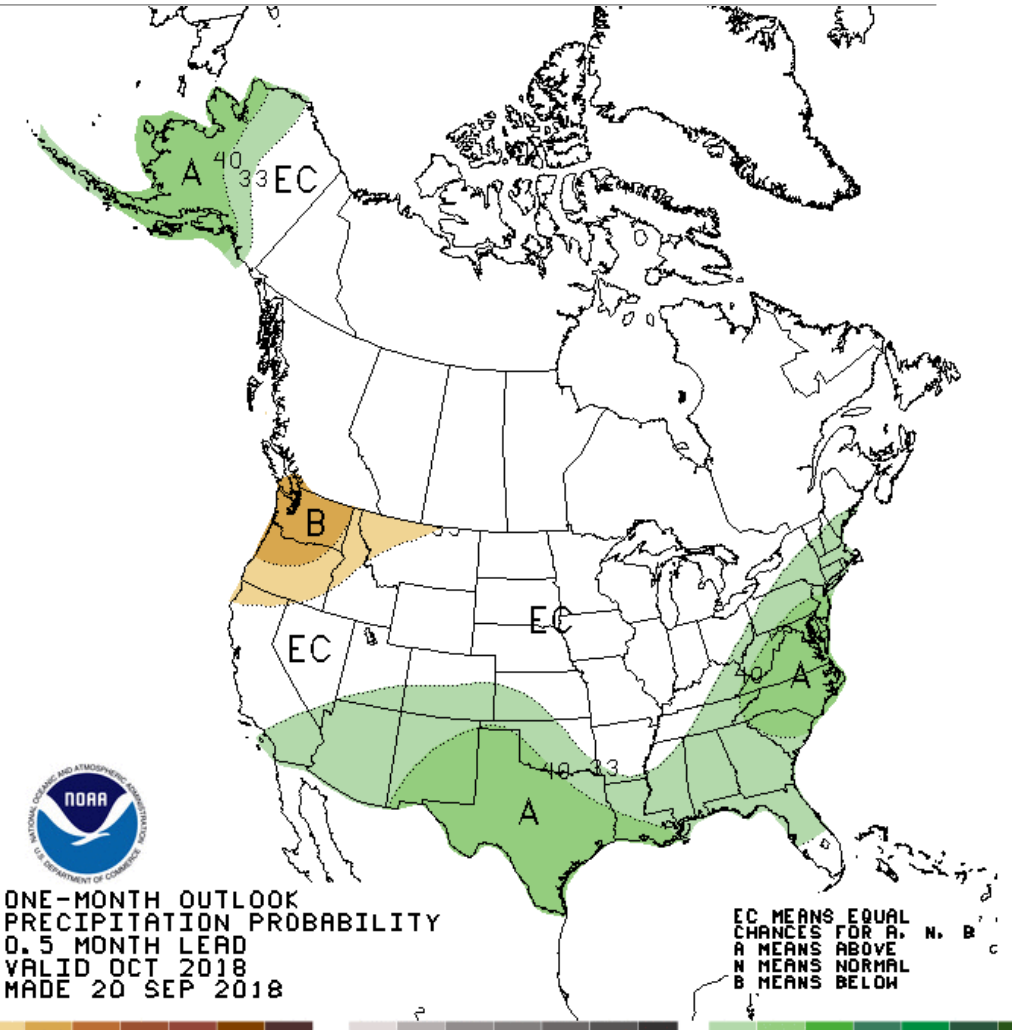 A
40
33
EC
B
33
EC
EC
40
A
40
33
A
NATIONAL OCEANIC AND ATMOSPHERIC ADMINISTRATION
NOAA
U.S. DEPARTMENT OF COMMERCE
ONE-MONTH OUTLOOK
PRECIPITATION PROBABILITY
0.5 MONTH LEAD
VALID OCT 2018
MADE 20 SEP 2018
EC MEANS EQUAL
CHANCES FOR A, N, B
A MEANS ABOVE
N MEANS NORMAL
B MEANS BELOW